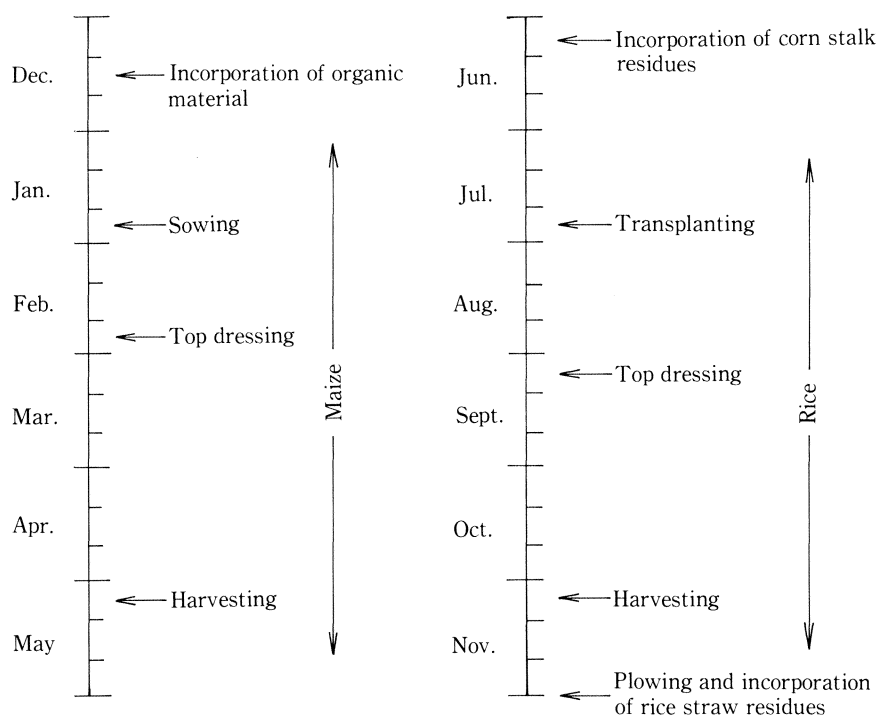 Dec.
Incorporation of organic
material
Jan.
Sowing
Feb.
Top dressing
Mar.
Maize
Apr.
Harvesting
May
Incorporation of corn stalk
residues
Jun.
Jul.
Transplanting
Aug.
Top dressing
Sept.
Rice
Oct.
Harvesting
Nov.
Plowing and incorporation
of rice straw residues